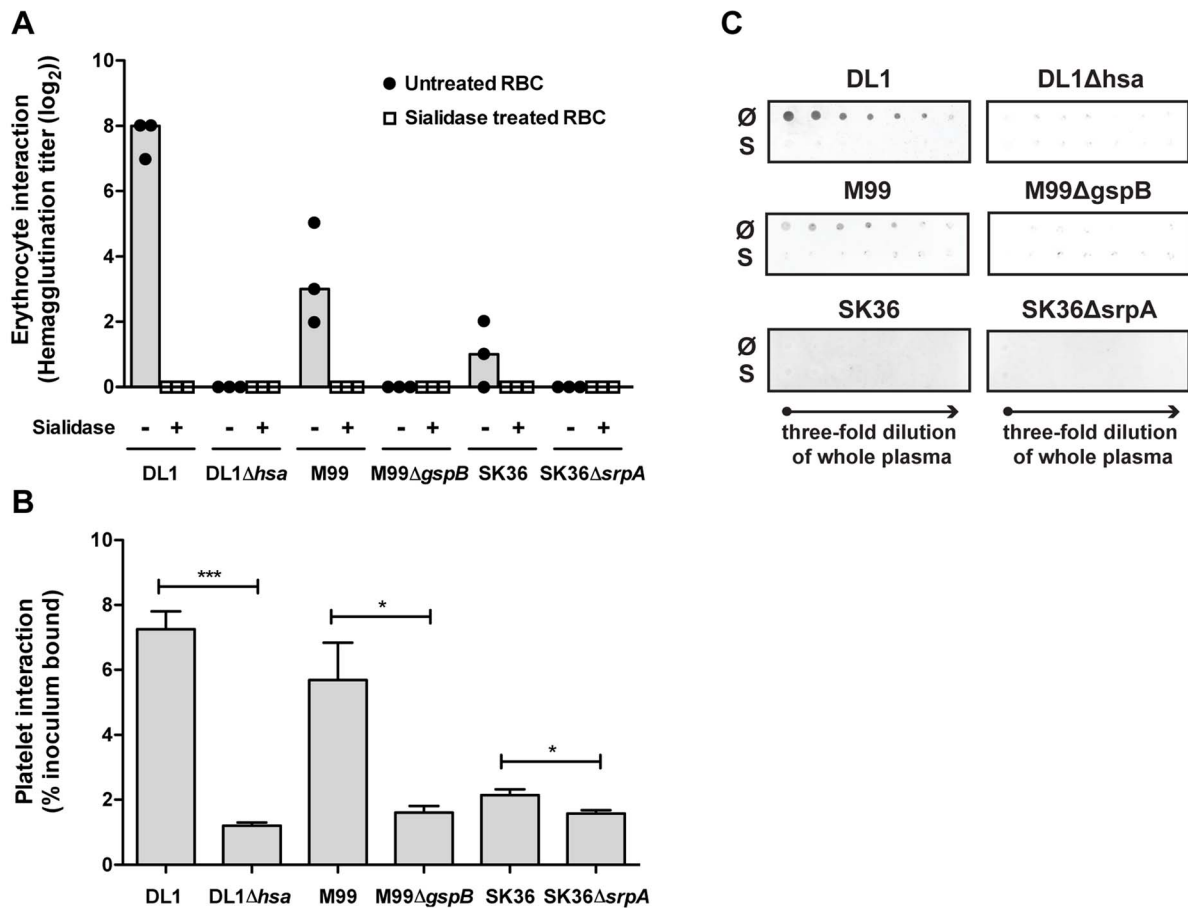 A
Erythrocyte interaction
(Hemagglutination titer (log2))
10
8
6
4
2
0
Untreated RBC
Sialidase treated RBC
Sialidase - + - + - + - + - + - +
DL1 DL1Δhsa M99 M99ΔgspB SK36 SK36ΔsrpA
B
Platelet interaction
(% inoculum bound)
10
8
6
4
2
0
*** * *
DL1 DL1Δhsa M99 M99ΔgspB SK36 SK36ΔsrpA
C
DL1 DL1Δhsa
Ø
S
M99 M99ΔgspB
Ø
S
SK36 SK36ΔsrpA
Ø
S
three-fold dilution
of whole plasma
three-fold dilution
of whole plasma